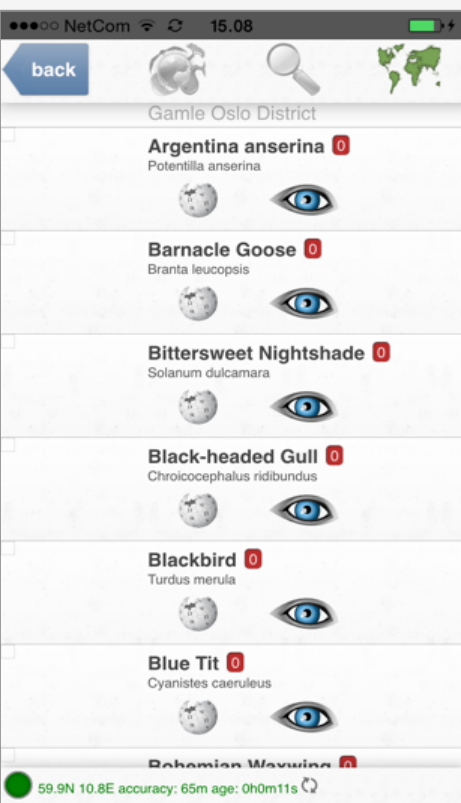 ●●●○○ NetCom 15.08
back
Gamle Oslo District
Argentina anserina 0
Potentilla anserina
Barnacle Goose 0
Branta leucopsis
Bittersweet Nightshade 0
Solanum dulcamara
Black-headed Gull 0
Chroicocephalus ridibundus
Blackbird 0
Turdus merula
Blue Tit 0
Cyanistes caeruleus
Bohemian Waxwing 0
59.9N 10.8E accuracy: 65m age: 0h0m11s